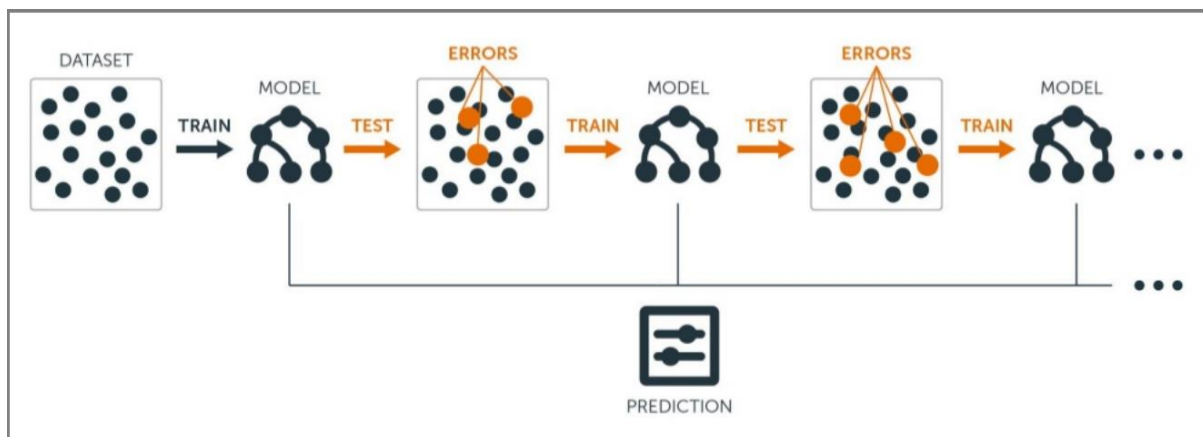 DATASET
MODEL
TRAIN
TEST
ERRORS
TRAIN
MODEL
TEST
ERRORS
TRAIN
MODEL
PREDICTION